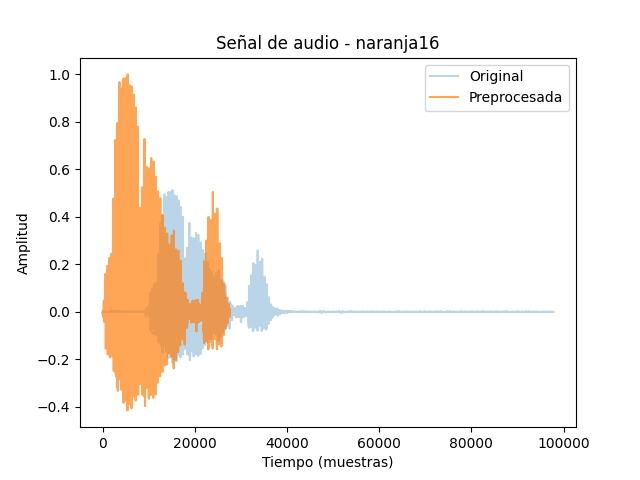 Señal de audio - naranja16
Original
Preprocesada
1.0
0.8
0.6
0.4
0.2
0.0
−0.2
−0.4
Amplitud
0
20000
40000
60000
80000
100000
Tiempo (muestras)